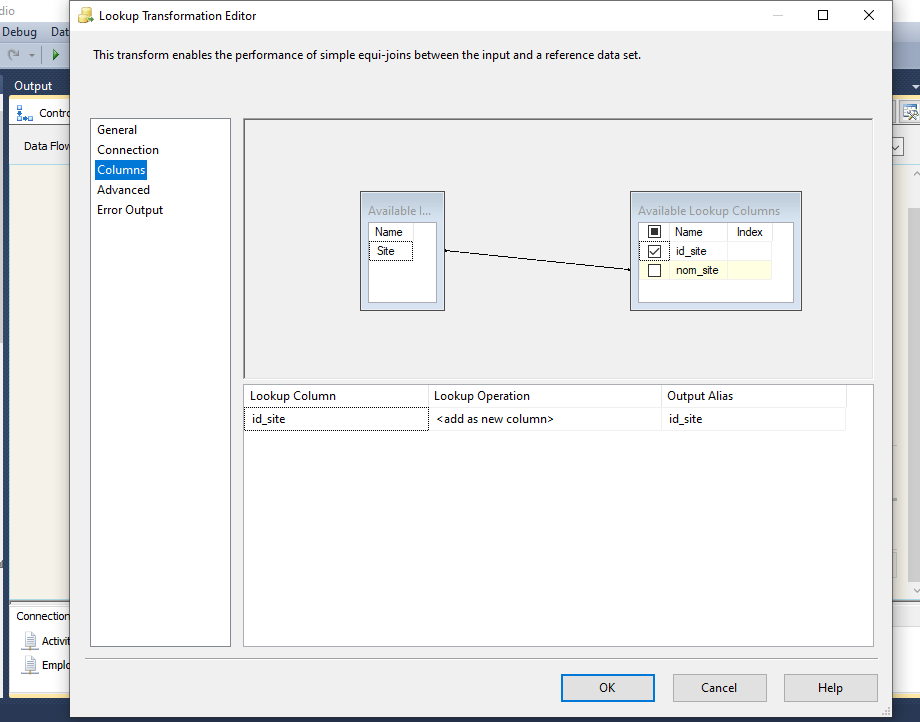 dio
Lookup Transformation Editor
Debug Dat
This transform enables the performance of simple equi-joins between the input and a reference data set.
Output
Contro
Data Flow
General
Connection
Columns
Advanced
Error Output
Available I...
Name
Site
Available Lookup Columns
Name Index
id_site
nom_site
Lookup Column Lookup Operation Output Alias
id_site <add as new column> id_site
Connection
Activit
Emplo
OK Cancel Help